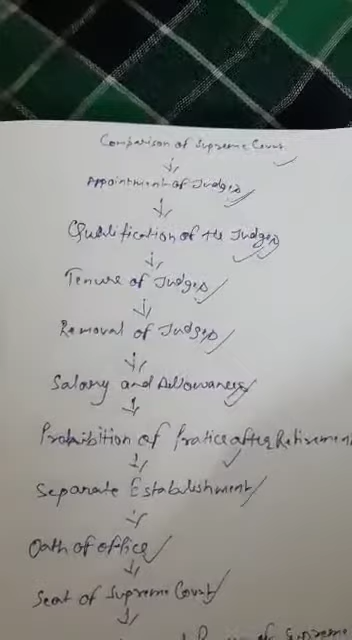 Comparison of Supreme Court
Appointment of Judges
Qualification of the Judges
Tenure of Judges
Removal of Judges
Salary and Allowances
Prohibition of Pratice after Retirement
Separate Establishment
Oath of office
Seat of Supreme Court